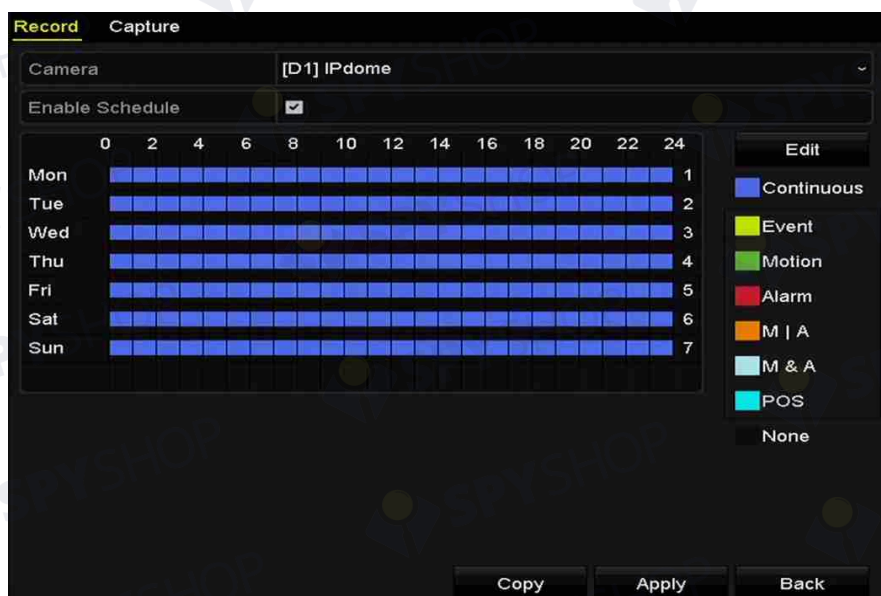 Record Capture
Camera [D1] IPdome
Enable Schedule
0 2 4 6 8 10 12 14 16 18 20 22 24
Edit
Mon 1
Continuous
Tue 2
Event
Wed 3
Thu 4
Motion
Fri 5
Alarm
Sat 6
M | A
Sun 7
M & A
POS
None
SPYSHOP
Copy Apply Back